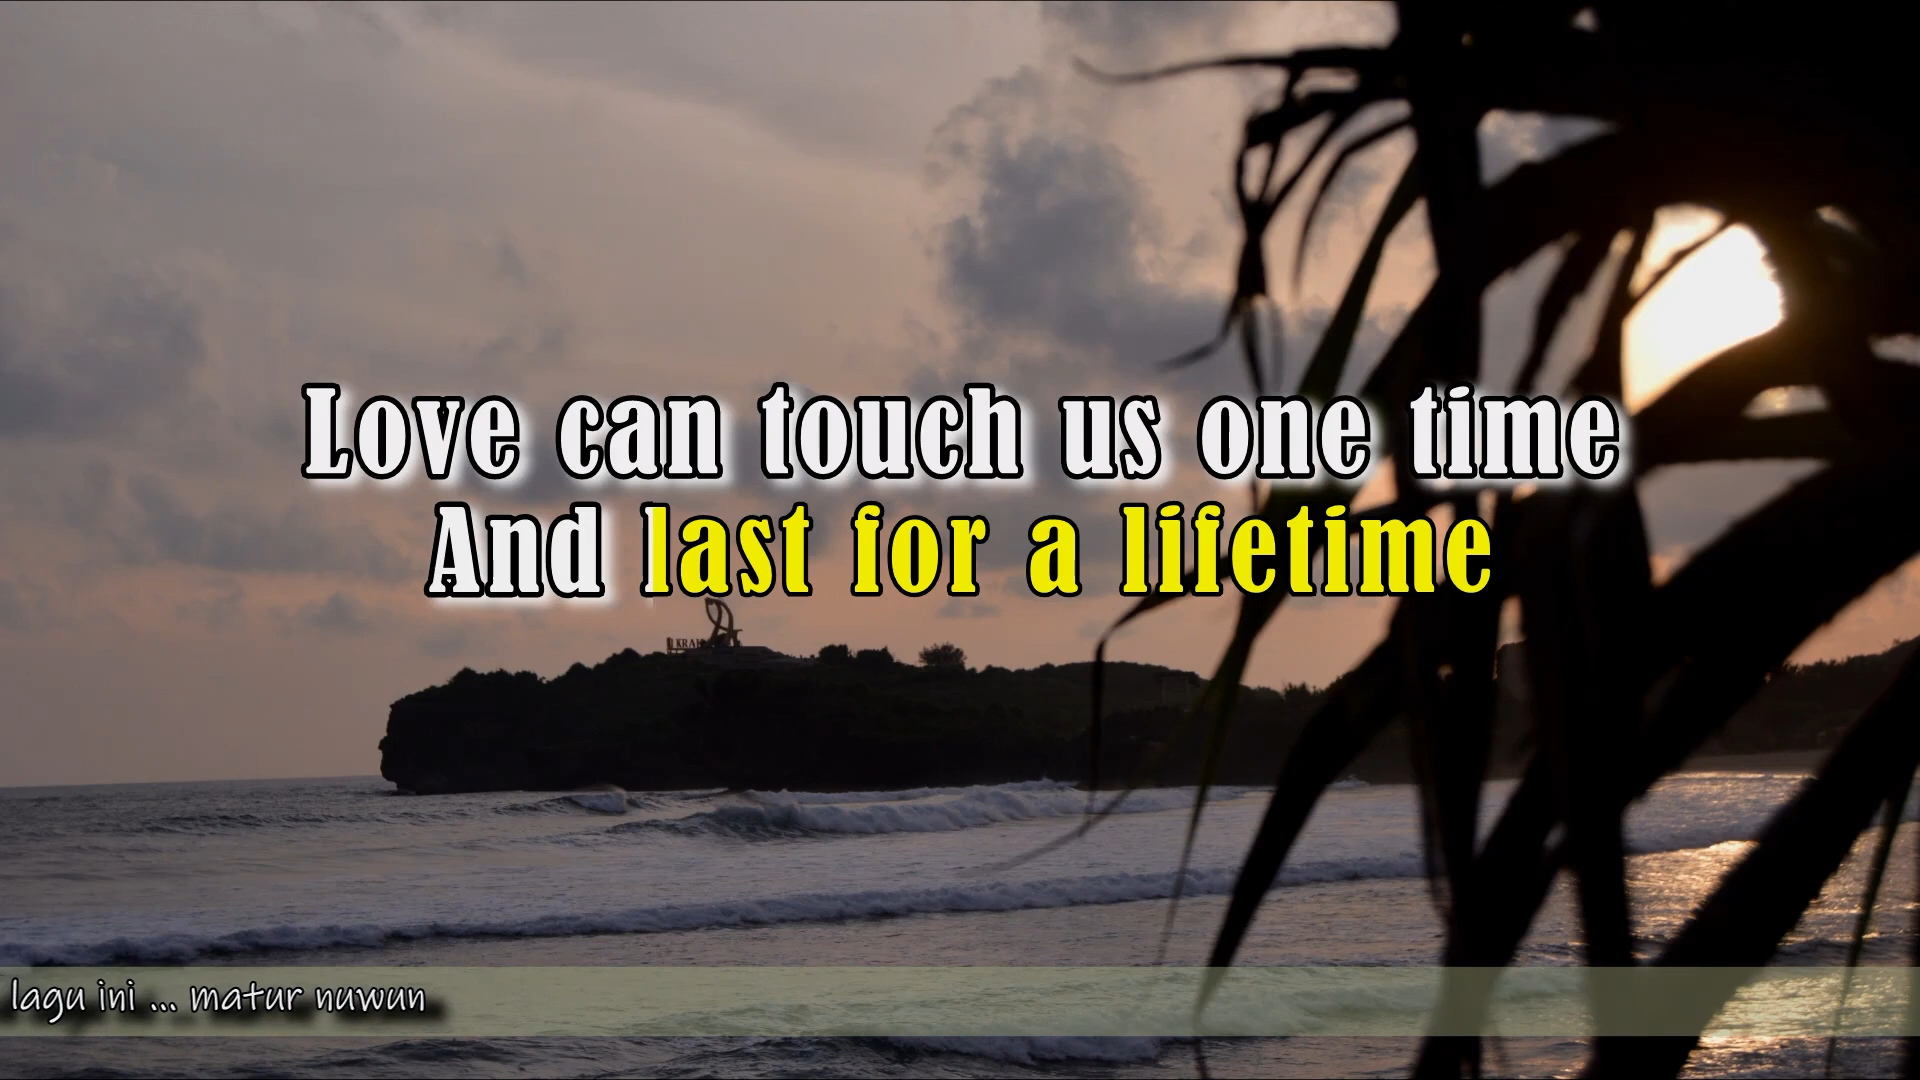 Love can touch us one time
And last for a lifetime
lagu ini ... matur nuwun